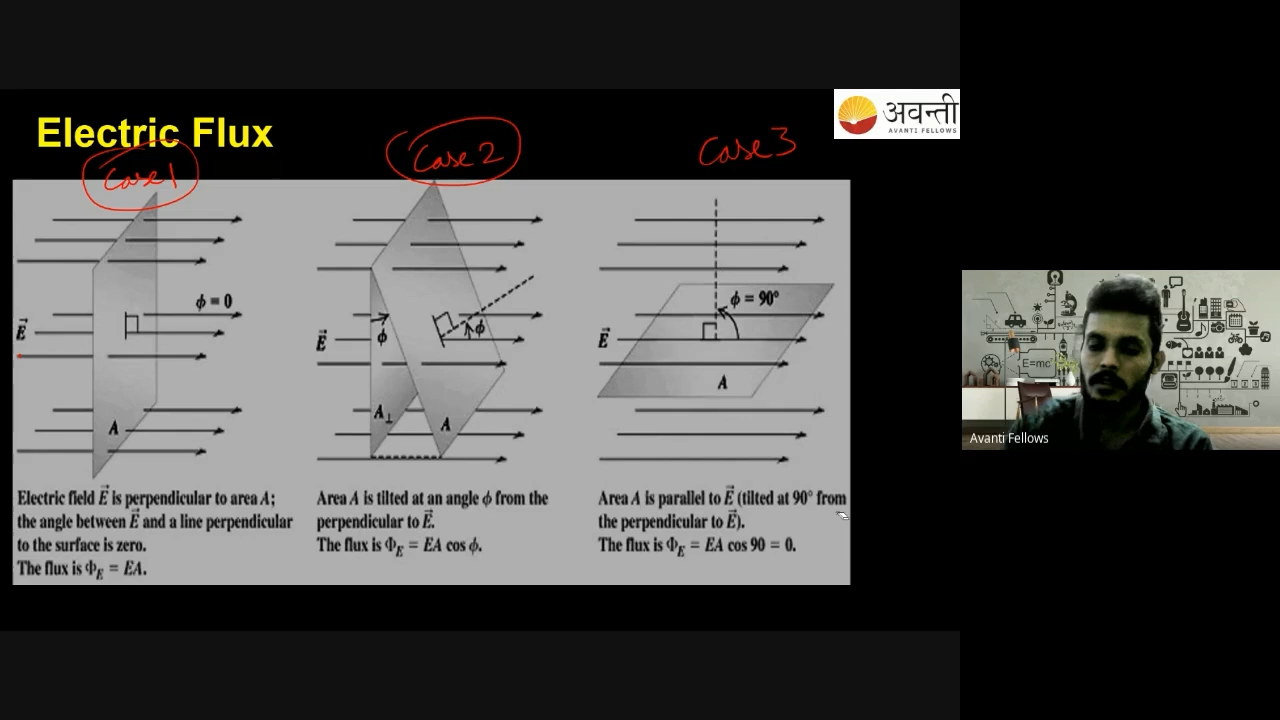 Electric Flux
अवन्ती
AVANTI FELLOWS
Case 1
Case 2
Case 3
ϕ = 0
E⃗
A
ϕ
ϕ
E⃗
A⊥
A
ϕ = 90°
E⃗
A
Electric field E⃗ is perpendicular to area A;
the angle between E⃗ and a line perpendicular
to the surface is zero.
The flux is Φ_E = EA.
Area A is tilted at an angle ϕ from the
perpendicular to E⃗.
The flux is Φ_E = EA cos ϕ.
Area A is parallel to E⃗ (tilted at 90° from
the perpendicular to E⃗).
The flux is Φ_E = EA cos 90 = 0.
E=mc²
Avanti Fellows